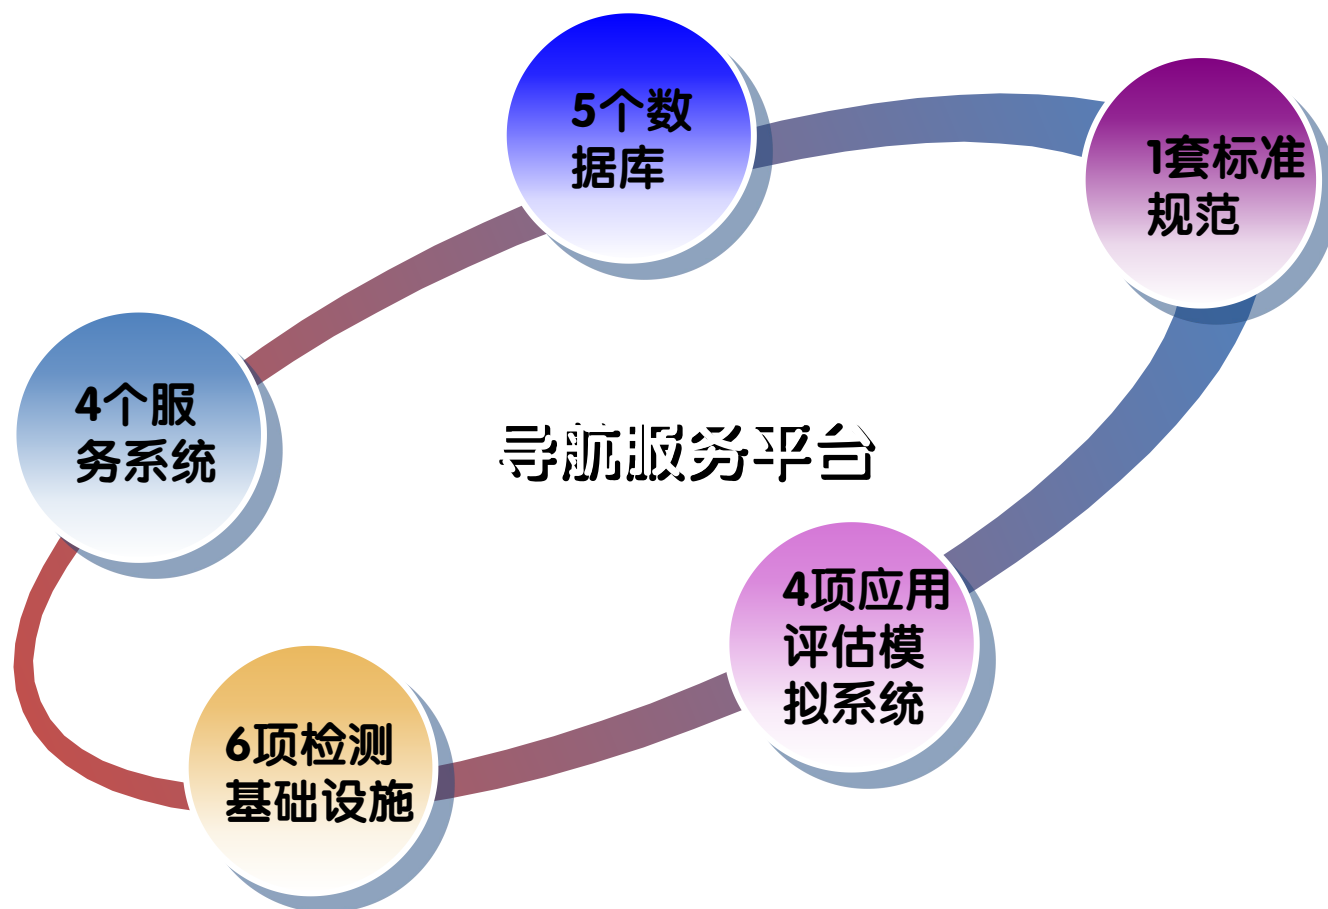 5个数
据库
1套标准
规范
4个服
务系统
导航服务平台
4项应用
评估模
拟系统
6项检测
基础设施